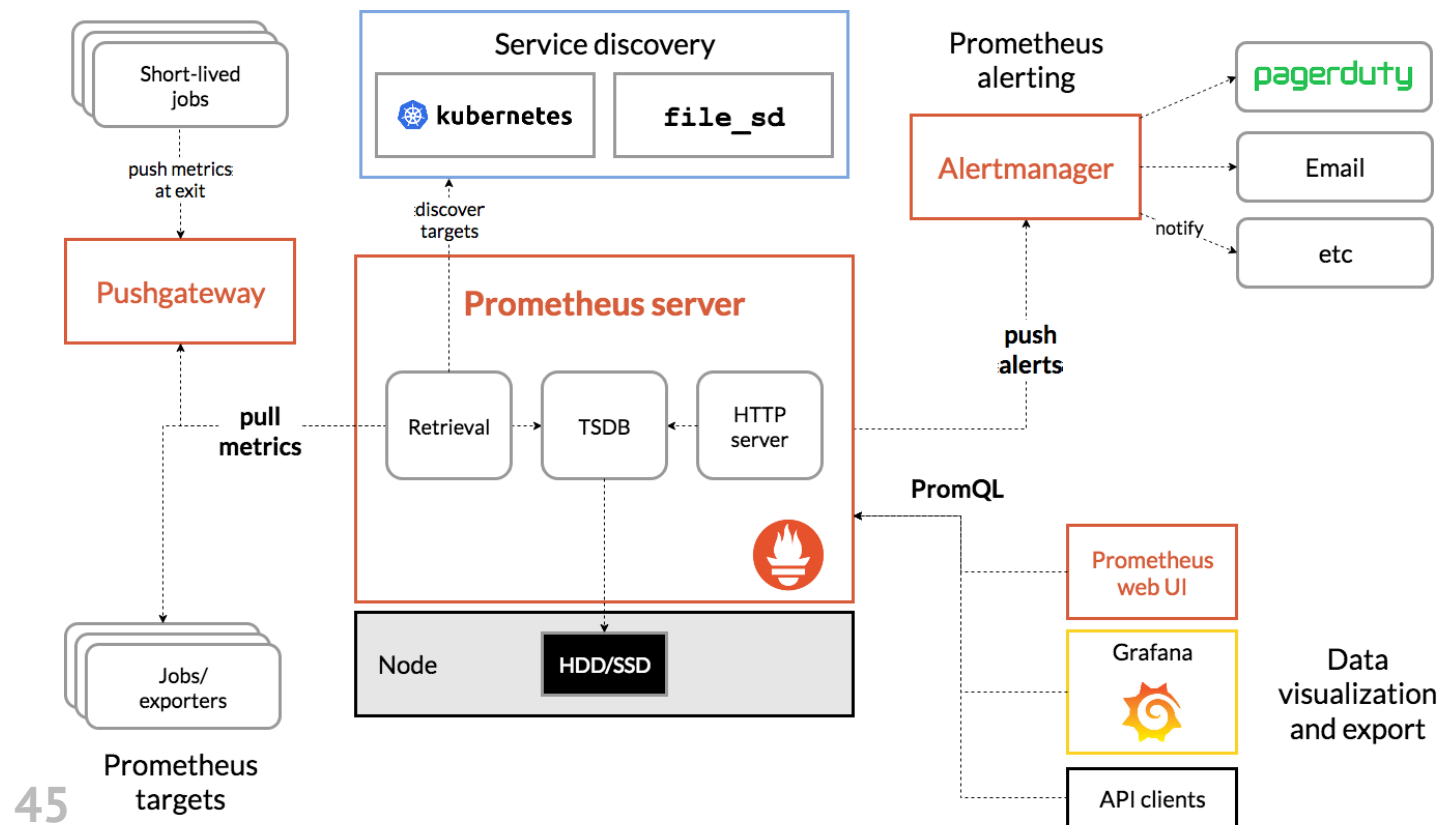 Short-lived
jobs
push metrics
at exit
Pushgateway
Service discovery
kubernetes
file_sd
discover
targets
Prometheus
alerting
Alertmanager
pagerduty
Email
notify
etc
Prometheus server
Retrieval
TSDB
HTTP
server
pull
metrics
push
alerts
PromQL
Node
HDD/SSD
Jobs/
exporters
Prometheus
targets
Prometheus
web UI
Grafana
API clients
Data
visualization
and export
45